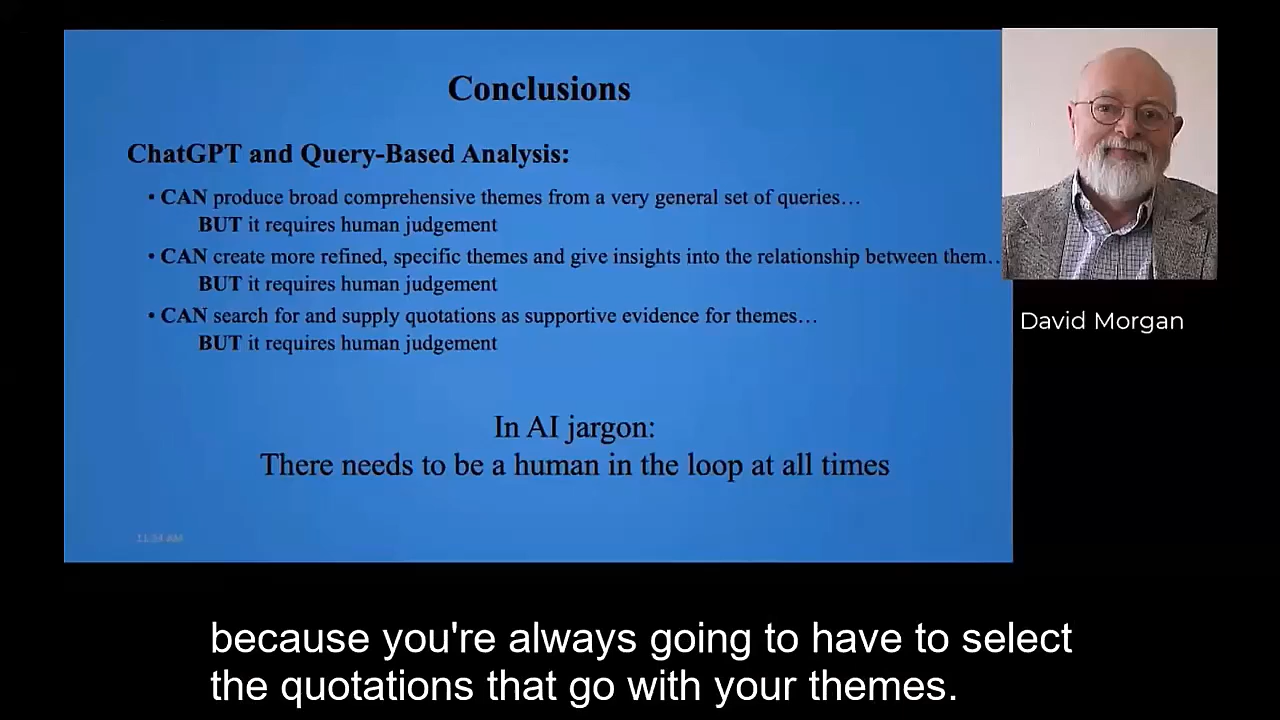 Conclusions
ChatGPT and Query-Based Analysis:
• CAN produce broad comprehensive themes from a very general set of queries…
BUT it requires human judgement
• CAN create more refined, specific themes and give insights into the relationship between them…
BUT it requires human judgement
• CAN search for and supply quotations as supportive evidence for themes…
BUT it requires human judgement
In AI jargon:
There needs to be a human in the loop at all times
11:34 AM
David Morgan
because you're always going to have to select
the quotations that go with your themes.